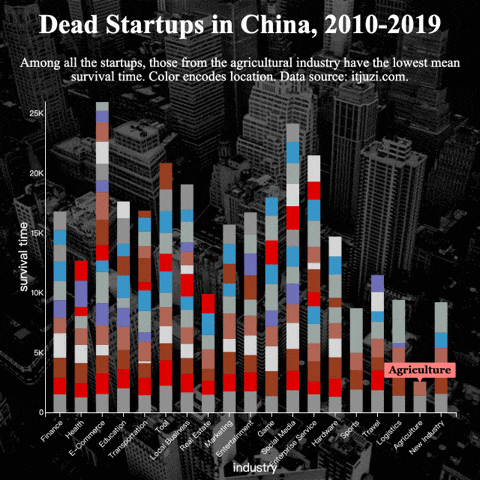 Dead Startups in China, 2010-2019
Among all the startups, those from the agricultural industry have the lowest mean
survival time. Color encodes location. Data source: itjuzi.com.
25K
20K
15K
10K
5K
0
survival time
Agriculture
Finance
Health
E-Commerce
Education
Transportation
Tool
Local Business
Real Estate
Marketing
Entertainment
Game
Social Media
Enterprise Service
Hardware
Sports
Travel
Logistics
Agriculture
New Industry
industry